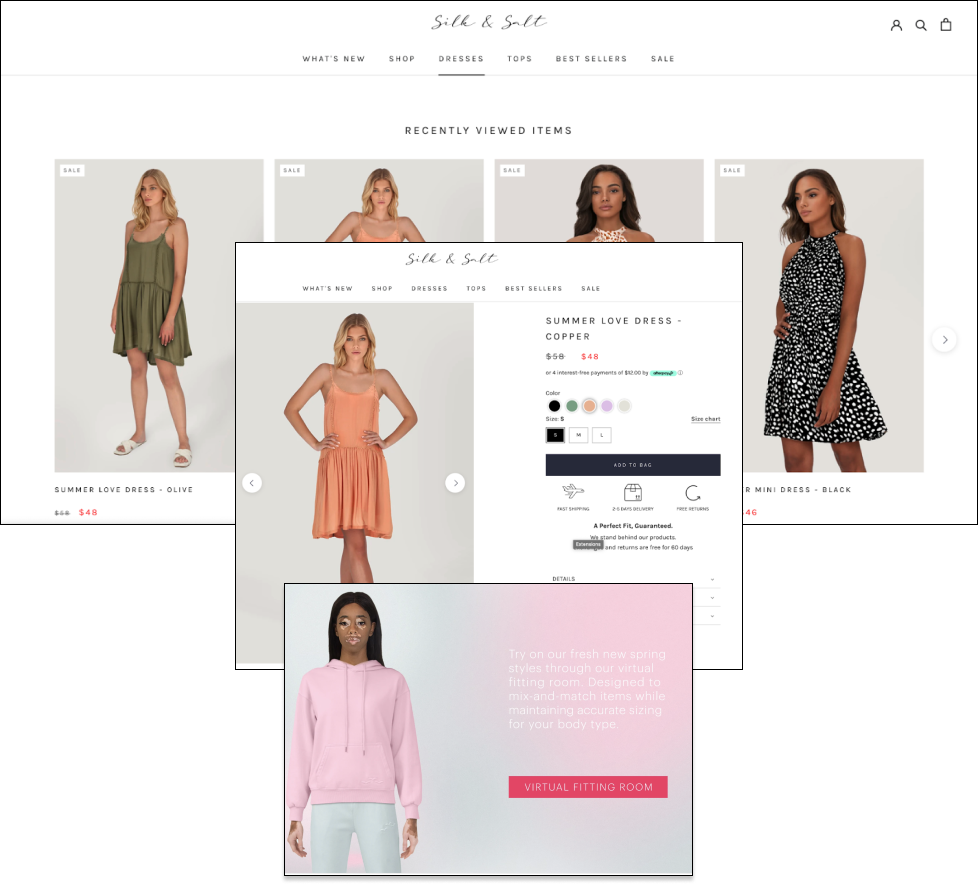 Silk & Salt
WHAT'S NEW SHOP DRESSES TOPS BEST SELLERS SALE
RECENTLY VIEWED ITEMS
SALE SALE SALE SALE
SUMMER LOVE DRESS - OLIVE
$58 $48
R MINI DRESS - BLACK
46
Silk & Salt
WHAT'S NEW SHOP DRESSES TOPS BEST SELLERS SALE
SUMMER LOVE DRESS -
COPPER
$58 $48
or 4 interest-free payments of $12.00 by afterpay
Color
Size: S Size chart
S M L
ADD TO BAG
FAST SHIPPING 2-5 DAYS DELIVERY FREE RETURNS
A Perfect Fit, Guaranteed.
We stand behind our products.
Extensions
and returns are free for 60 days
DETAILS
Try on our fresh new spring
styles through our virtual
fitting room. Designed to
mix-and-match items while
maintaining accurate sizing
for your body type.
VIRTUAL FITTING ROOM